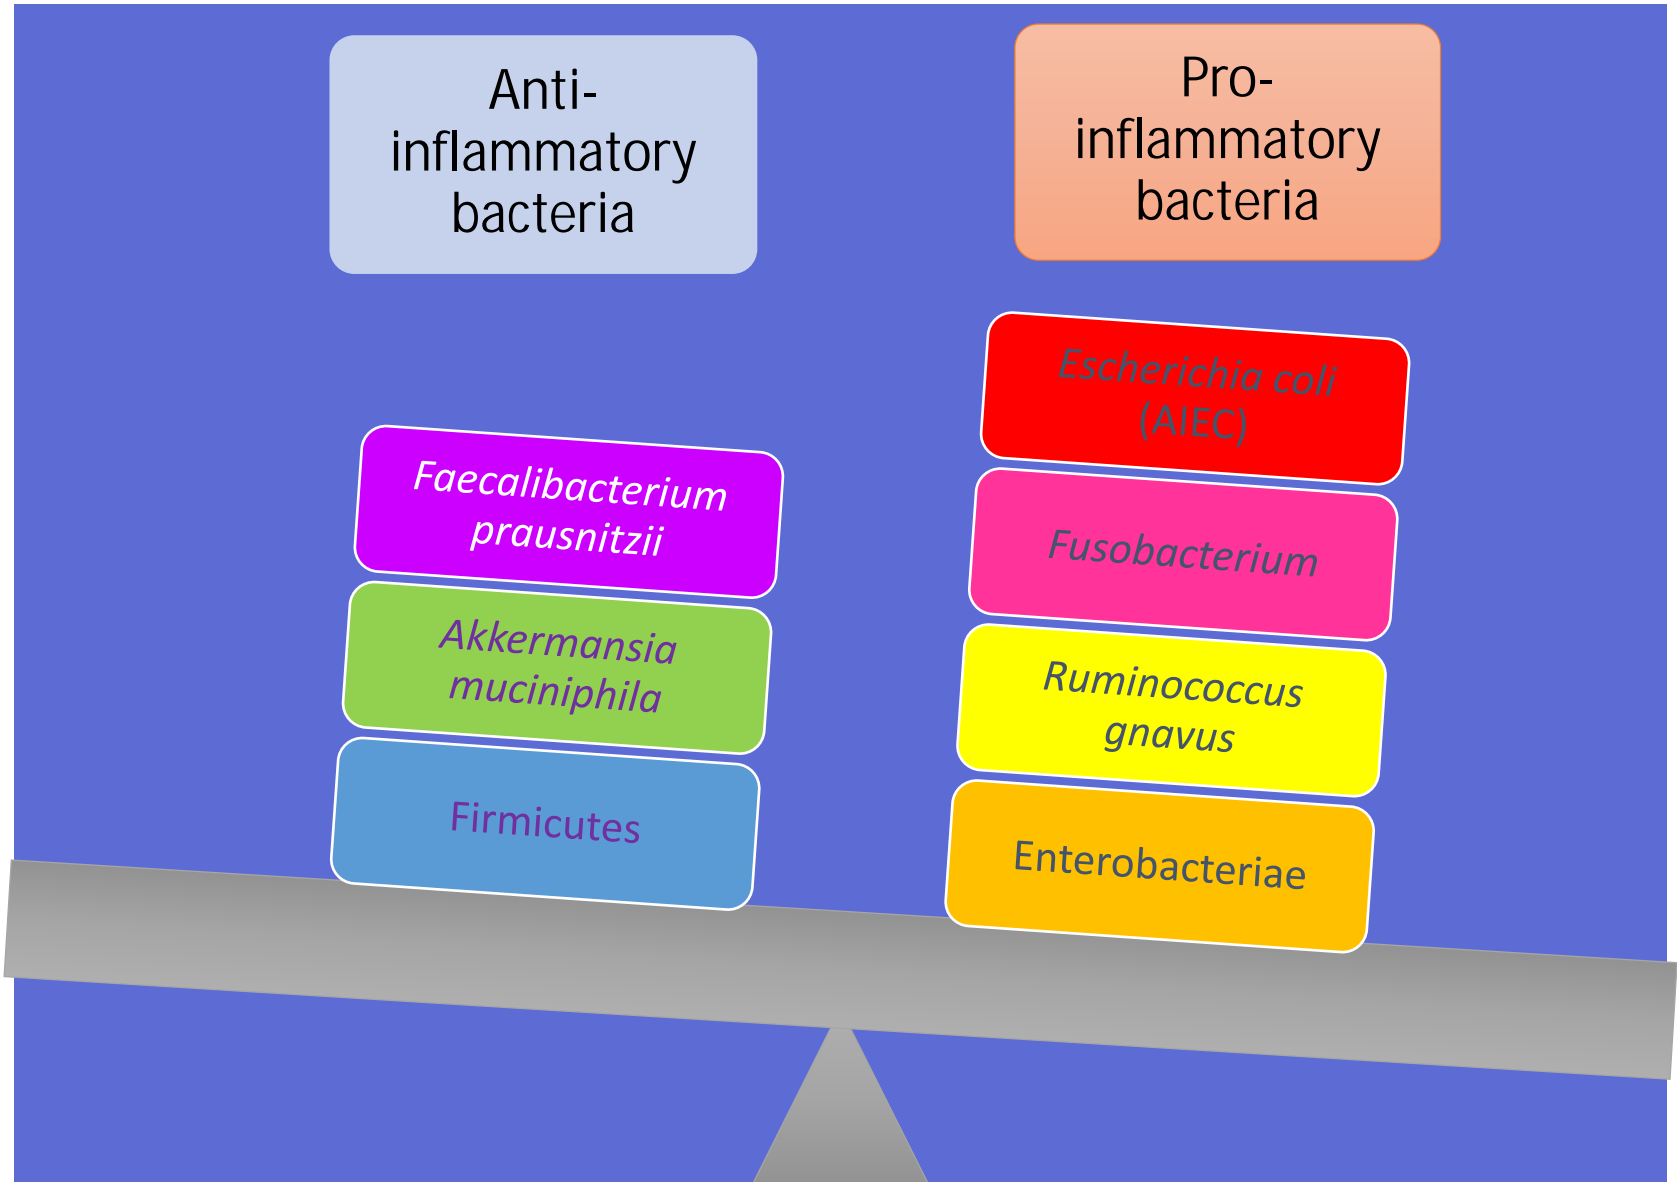 Anti-
inflammatory
bacteria
Pro-
inflammatory
bacteria
Faecalibacterium
prausnitzii
Akkermansia
muciniphila
Firmicutes
Escherichia coli
(AIEC)
Fusobacterium
Ruminococcus
gnavus
Enterobacteriae